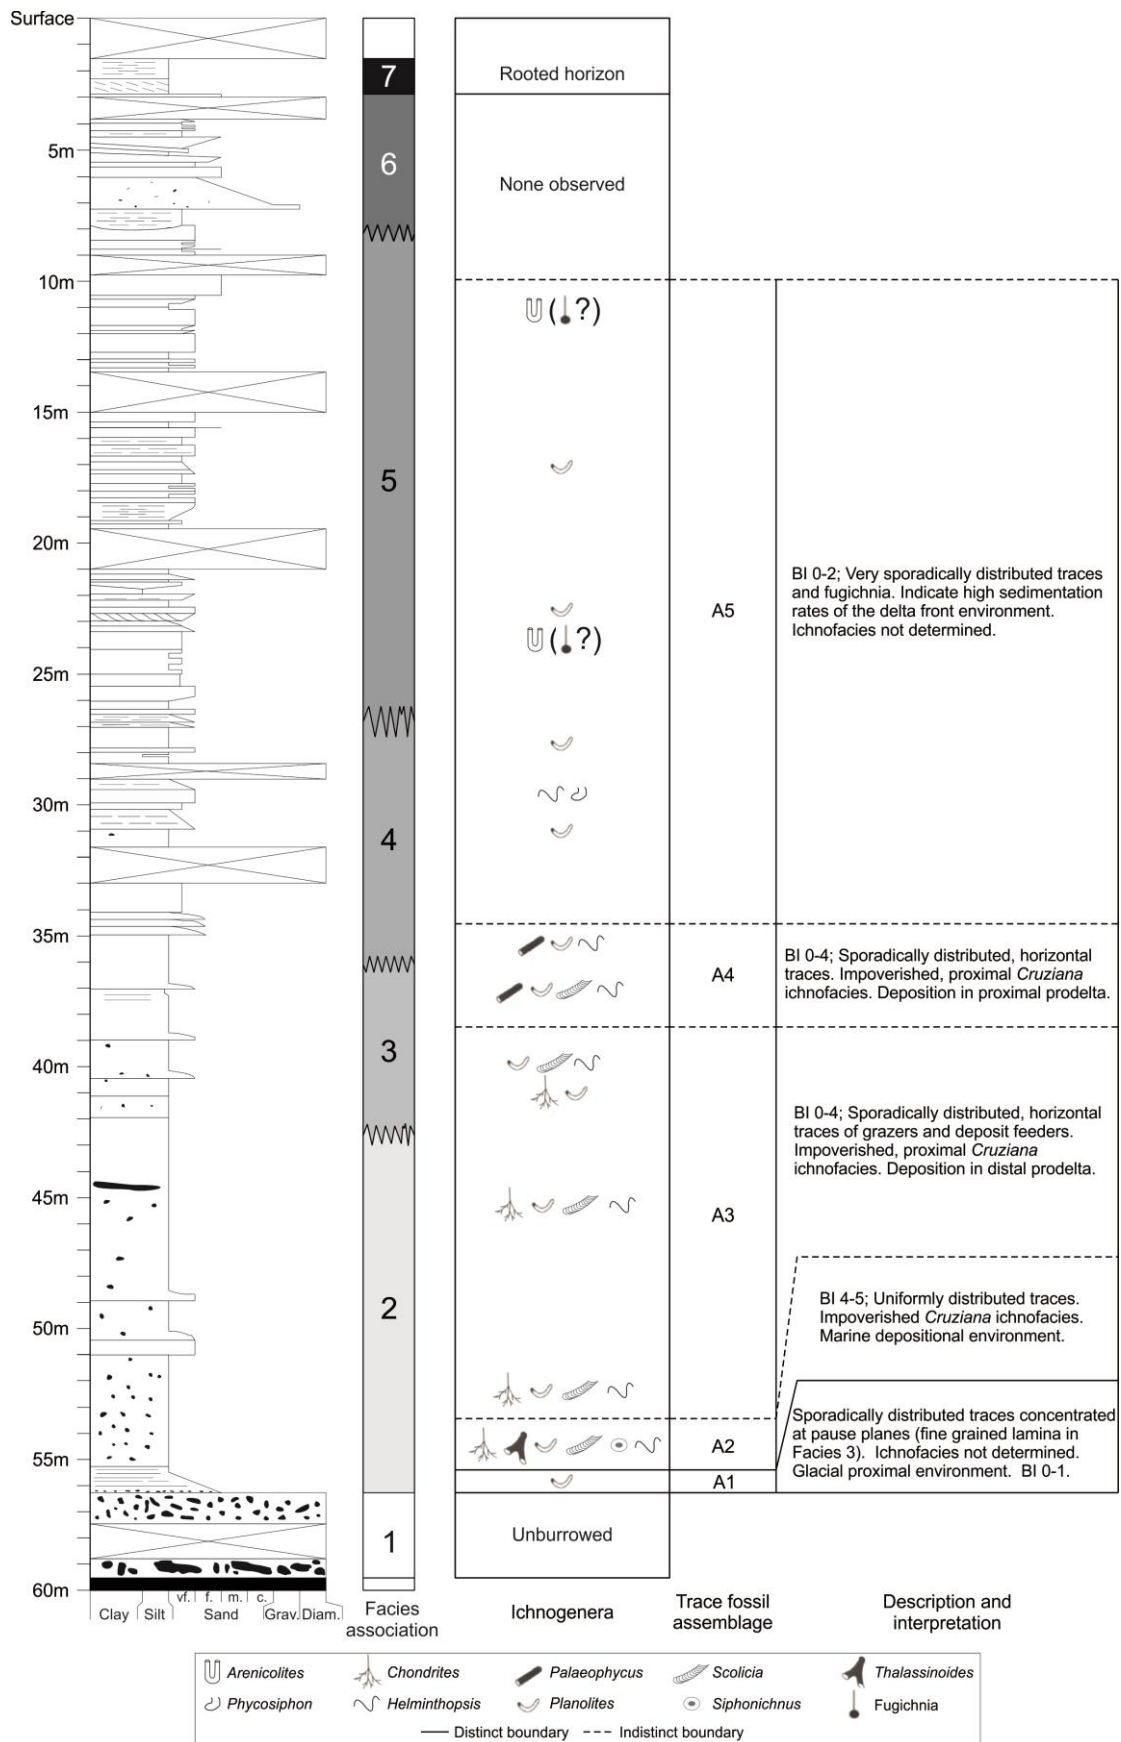 Surface
5m
10m
15m
20m
25m
30m
35m
40m
45m
50m
55m
60m
Clay
Silt
vf.
f.
m.
c.
Sand
Grav.
Diam.
7
6
5
4
3
2
1
Facies
association
Rooted horizon
None observed
(?)
(?)
Unburrowed
Ichnogenera
A5
A4
A3
A2
A1
Trace fossil
assemblage
BI 0-2; Very sporadically distributed traces
and fugichnia. Indicate high sedimentation
rates of the delta front environment.
Ichnofacies not determined.
BI 0-4; Sporadically distributed, horizontal
traces. Impoverished, proximal Cruziana
ichnofacies. Deposition in proximal prodelta.
BI 0-4; Sporadically distributed, horizontal
traces of grazers and deposit feeders.
Impoverished, proximal Cruziana
ichnofacies. Deposition in distal prodelta.
BI 4-5; Uniformly distributed traces.
Impoverished Cruziana ichnofacies.
Marine depositional environment.
Sporadically distributed traces concentrated
at pause planes (fine grained lamina in
Facies 3). Ichnofacies not determined.
Glacial proximal environment. BI 0-1.
Description and
interpretation
Arenicolites
Chondrites
Palaeophycus
Scolicia
Thalassinoides
Phycosiphon
Helminthopsis
Planolites
Siphonichnus
Fugichnia
Distinct boundary
Indistinct boundary